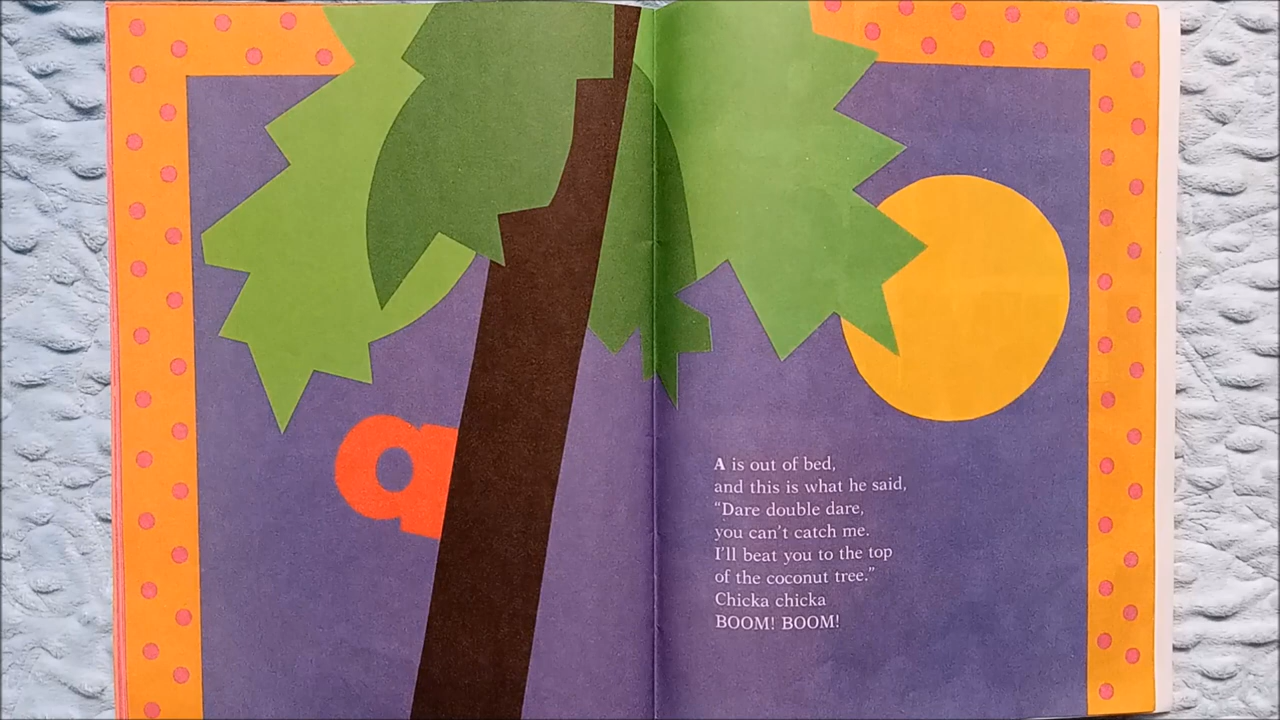 a
A is out of bed,
and this is what he said,
“Dare double dare,
you can’t catch me.
I’ll beat you to the top
of the coconut tree.”
Chicka chicka
BOOM! BOOM!